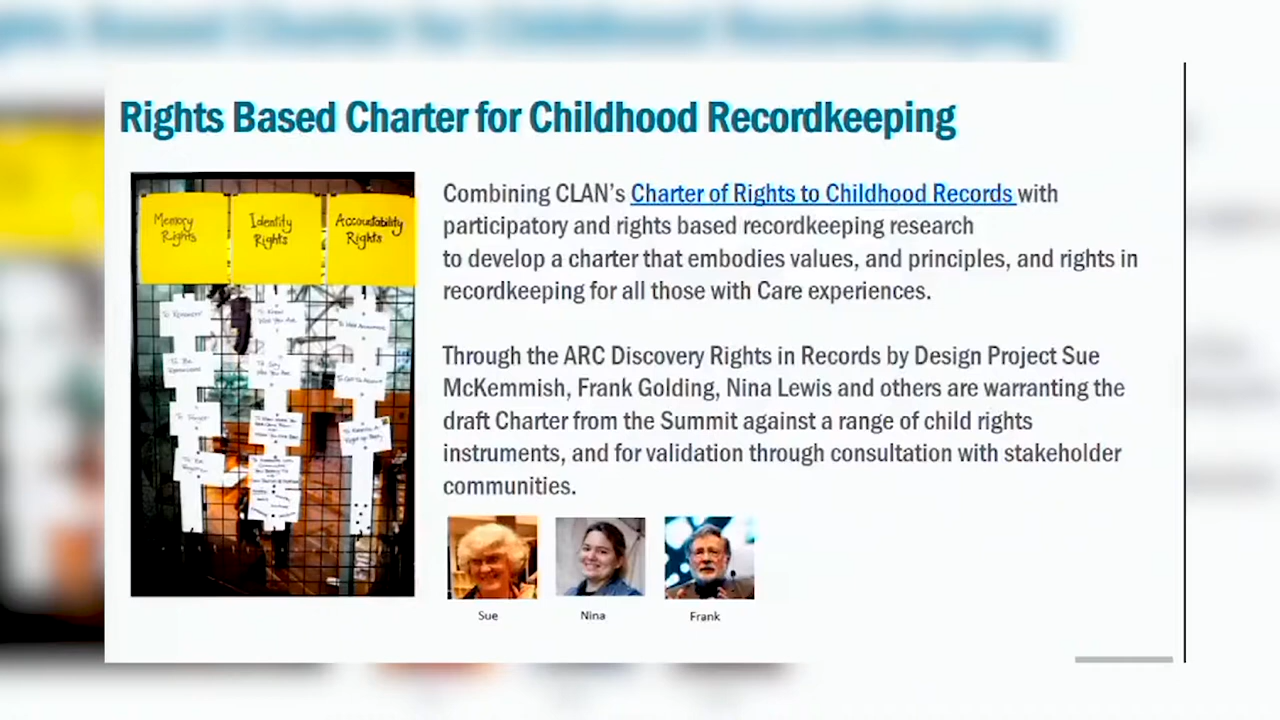 Rights Based Charter for Childhood Recordkeeping
Memory
Rights
Identity
Rights
Accountability
Rights
Combining CLAN's Charter of Rights to Childhood Records with
participatory and rights based recordkeeping research
to develop a charter that embodies values, and principles, and rights in
recordkeeping for all those with Care experiences.
Through the ARC Discovery Rights in Records by Design Project Sue
McKemmish, Frank Golding, Nina Lewis and others are warranting the
draft Charter from the Summit against a range of child rights
instruments, and for validation through consultation with stakeholder
communities.
Sue
Nina
Frank